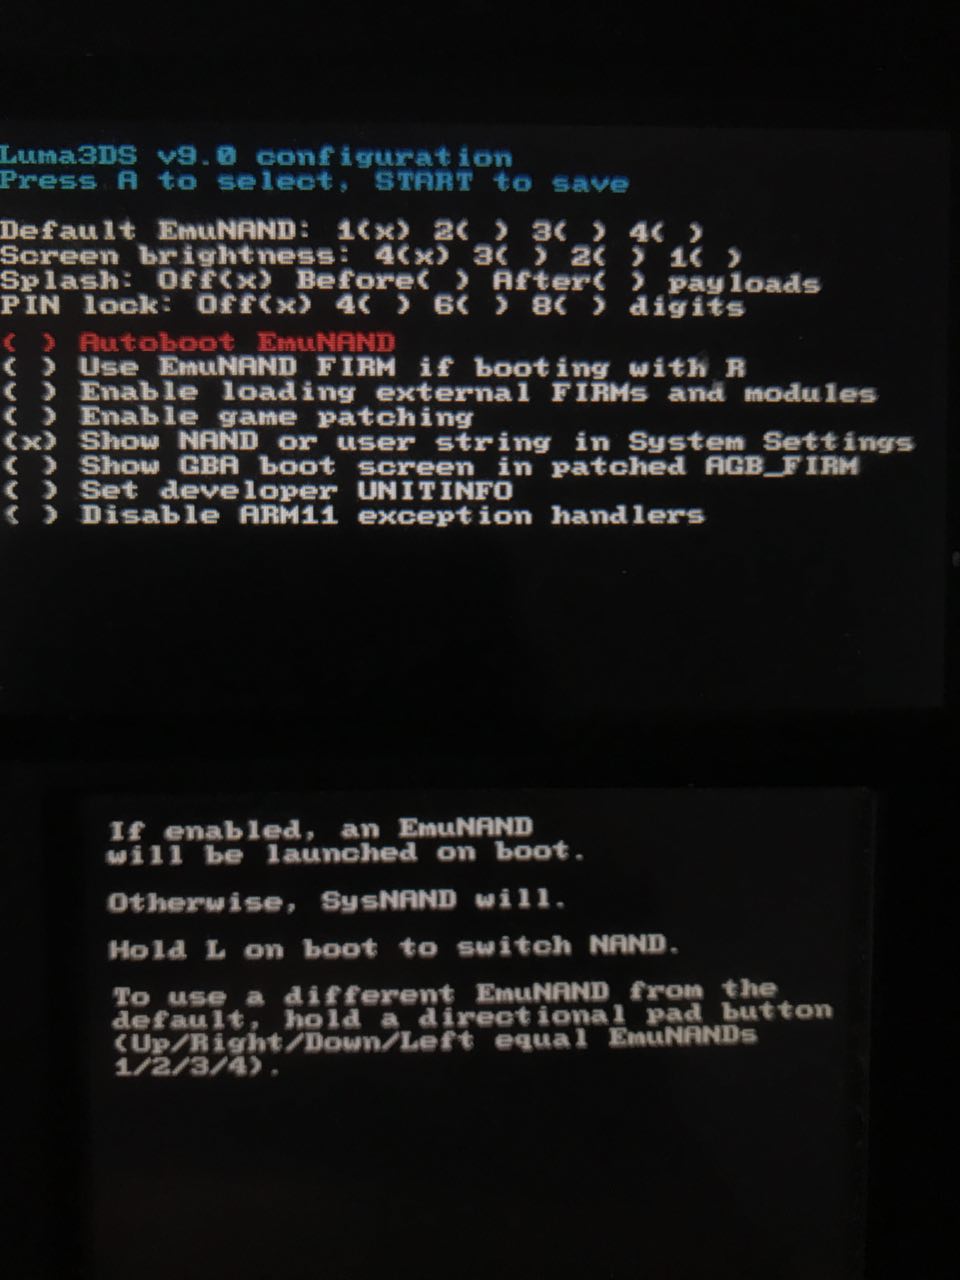 Luma3DS v9.0 configuration
Press A to select, START to save
Default EmuNAND: 1(x) 2( ) 3( ) 4( )
Screen brightness: 4(x) 3( ) 2( ) 1( )
Splash: Off(x) Before( ) After( ) payloads
PIN lock: Off(x) 4( ) 6( ) 8( ) digits
( ) Autoboot EmuNAND
( ) Use EmuNAND FIRM if booting with R
( ) Enable loading external FIRMs and modules
( ) Enable game patching
(x) Show NAND or user string in System Settings
( ) Show GBA boot screen in patched AGB_FIRM
( ) Set developer UNITINFO
( ) Disable ARM11 exception handlers
If enabled, an EmuNAND
will be launched on boot.
Otherwise, SysNAND will.
Hold L on boot to switch NAND.
To use a different EmuNAND from the
default, hold a directional pad button
(Up/Right/Down/Left equal EmuNANDs
1/2/3/4).